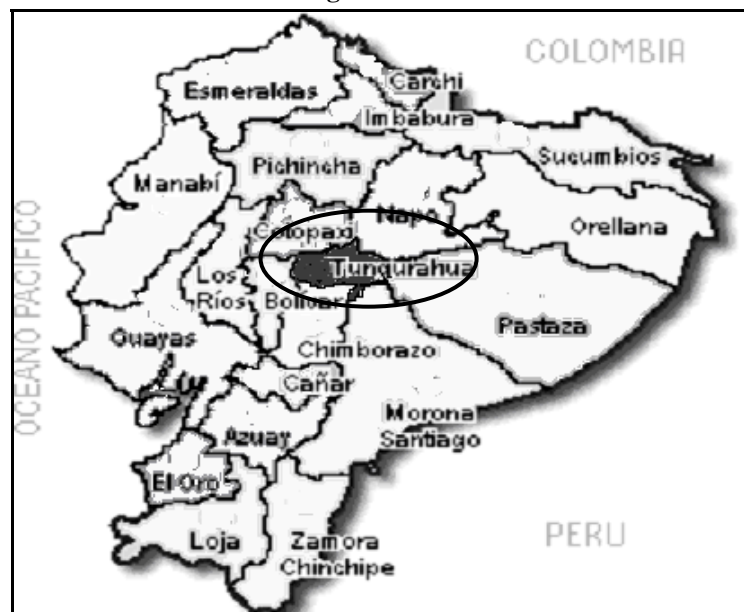 COLOMBIA
Carchi
Esmeraldas
Imbabura
Sucumbios
Pichincha
Manabí
Napo
Orellana
Cotopaxi
Tungurahua
Los
Ríos
Bolívar
OCEANO PACIFICO
Pastaza
Guayas
Chimborazo
Cañar
Morona
Santiago
Azuay
El Oro
Loja
Zamora
Chinchipe
PERU